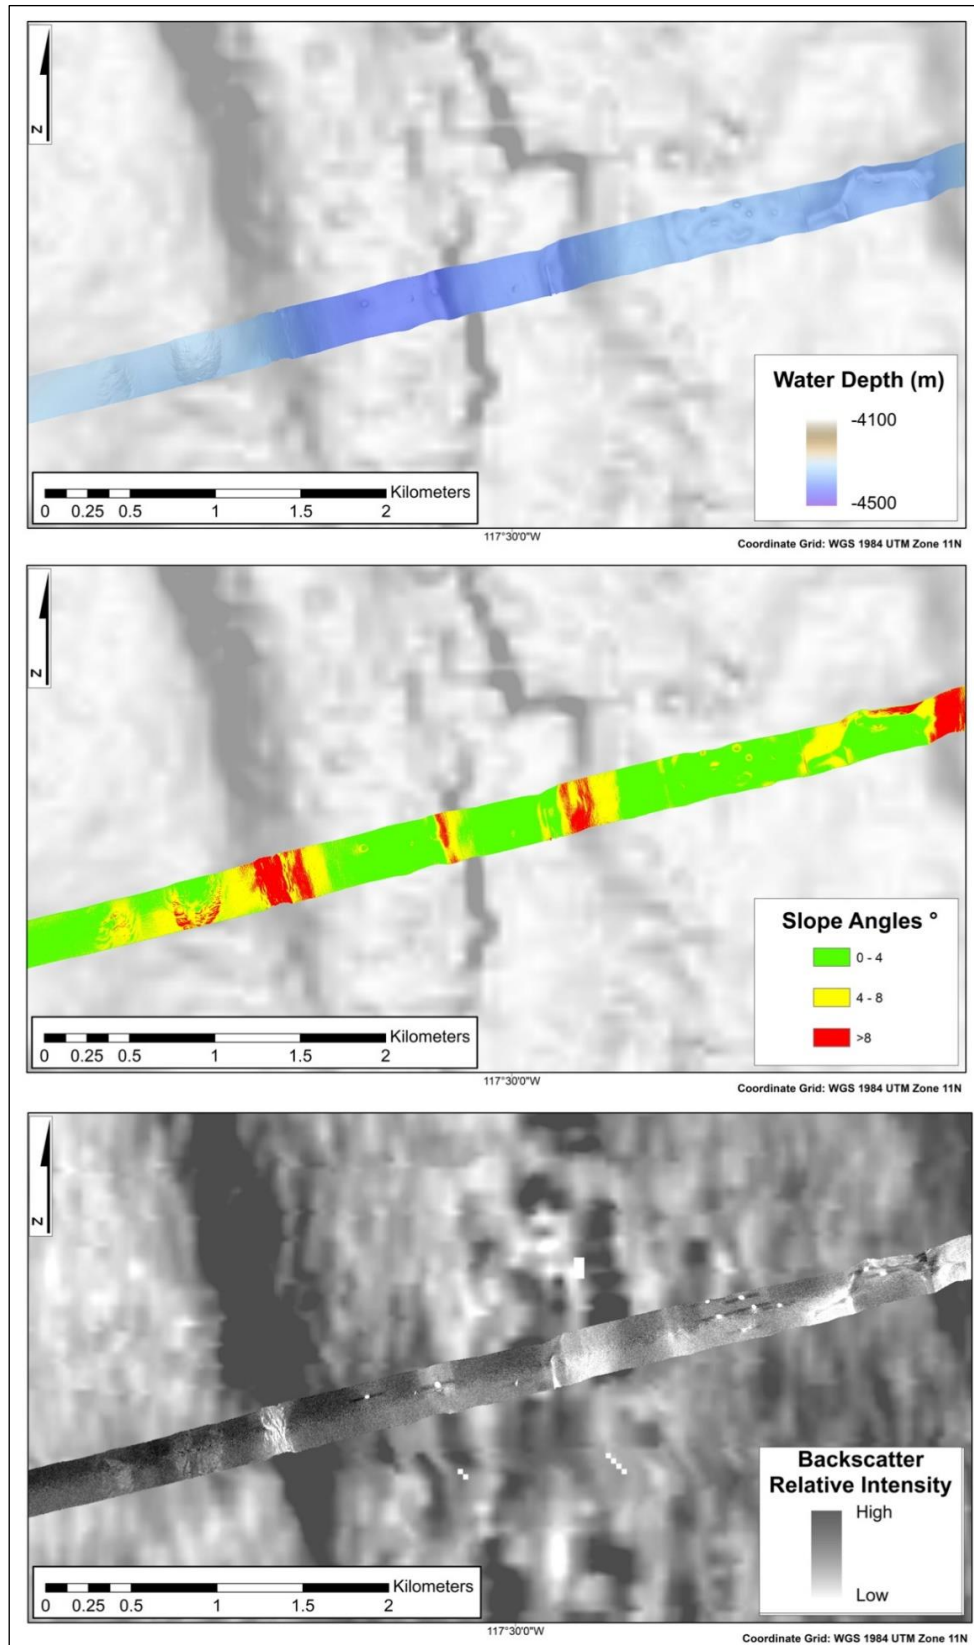 N
Water Depth (m)
-4100
-4500
Kilometers
0 0.25 0.5 1 1.5 2
117°30'0"W
Coordinate Grid: WGS 1984 UTM Zone 11N
N
Slope Angles °
0 - 4
4 - 8
>8
Kilometers
0 0.25 0.5 1 1.5 2
117°30'0"W
Coordinate Grid: WGS 1984 UTM Zone 11N
N
Backscatter
Relative Intensity
High
Low
Kilometers
0 0.25 0.5 1 1.5 2
117°30'0"W
Coordinate Grid: WGS 1984 UTM Zone 11N